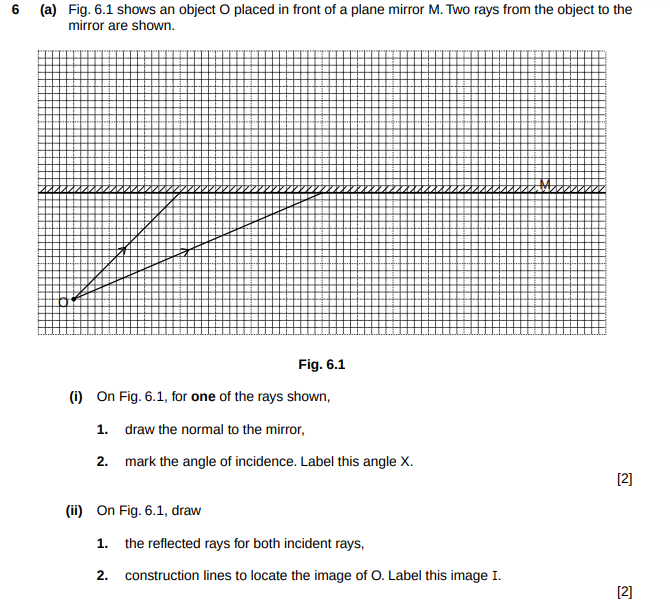 6 (a) Fig. 6.1 shows an object O placed in front of a plane mirror M. Two rays from the object to the
mirror are shown.
M
O
Fig. 6.1
(i) On Fig. 6.1, for one of the rays shown,
1. draw the normal to the mirror,
2. mark the angle of incidence. Label this angle X.
[2]
(ii) On Fig. 6.1, draw
1. the reflected rays for both incident rays,
2. construction lines to locate the image of O. Label this image I.
[2]